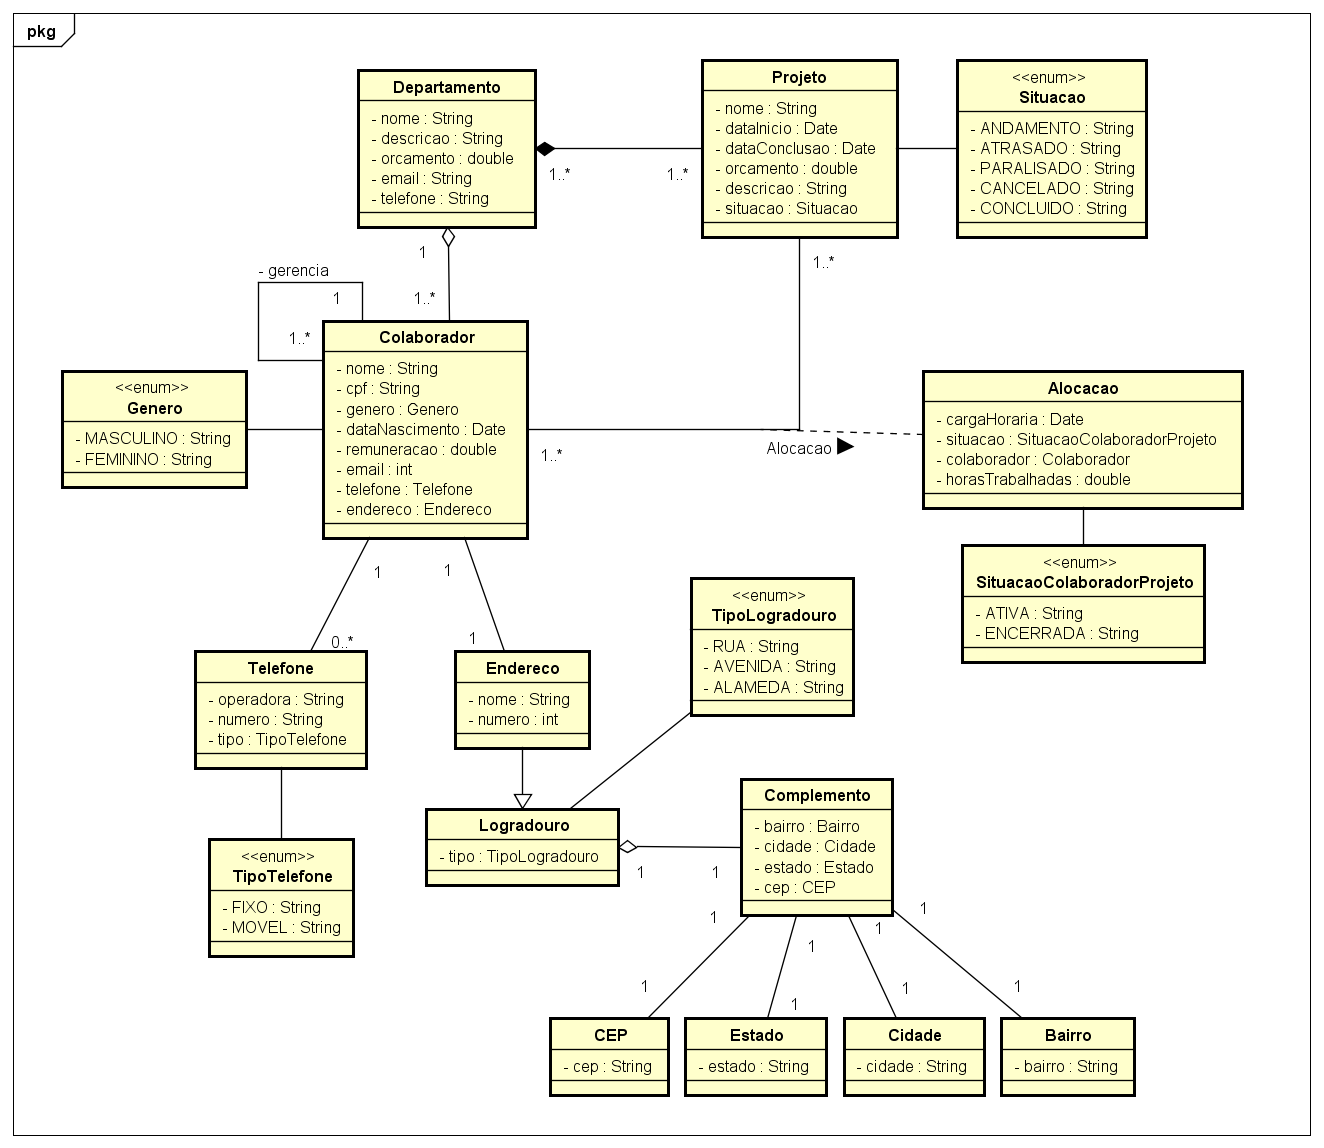 pkg
Departamento
- nome : String
- descricao : String
- orcamento : double
- email : String
- telefone : String
1..*
1..*
Projeto
- nome : String
- dataInicio : Date
- dataConclusao : Date
- orcamento : double
- descricao : String
- situacao : Situacao
<<enum>>
Situacao
- ANDAMENTO : String
- ATRASADO : String
- PARALISADO : String
- CANCELADO : String
- CONCLUIDO : String
1
1..*
1..*
- gerencia
1
1..*
Colaborador
- nome : String
- cpf : String
- genero : Genero
- dataNascimento : Date
- remuneracao : double
- email : int
- telefone : Telefone
- endereco : Endereco
<<enum>>
Genero
- MASCULINO : String
- FEMININO : String
1..*
Alocacao
Alocacao
- cargaHoraria : Date
- situacao : SituacaoColaboradorProjeto
- colaborador : Colaborador
- horasTrabalhadas : double
<<enum>>
SituacaoColaboradorProjeto
- ATIVA : String
- ENCERRADA : String
1
1
0..*
1
Telefone
- operadora : String
- numero : String
- tipo : TipoTelefone
Endereco
- nome : String
- numero : int
<<enum>>
TipoLogradouro
- RUA : String
- AVENIDA : String
- ALAMEDA : String
<<enum>>
TipoTelefone
- FIXO : String
- MOVEL : String
Logradouro
- tipo : TipoLogradouro
1
1
Complemento
- bairro : Bairro
- cidade : Cidade
- estado : Estado
- cep : CEP
1
1
1
1
1
1
1
1
CEP
- cep : String
Estado
- estado : String
Cidade
- cidade : String
Bairro
- bairro : String